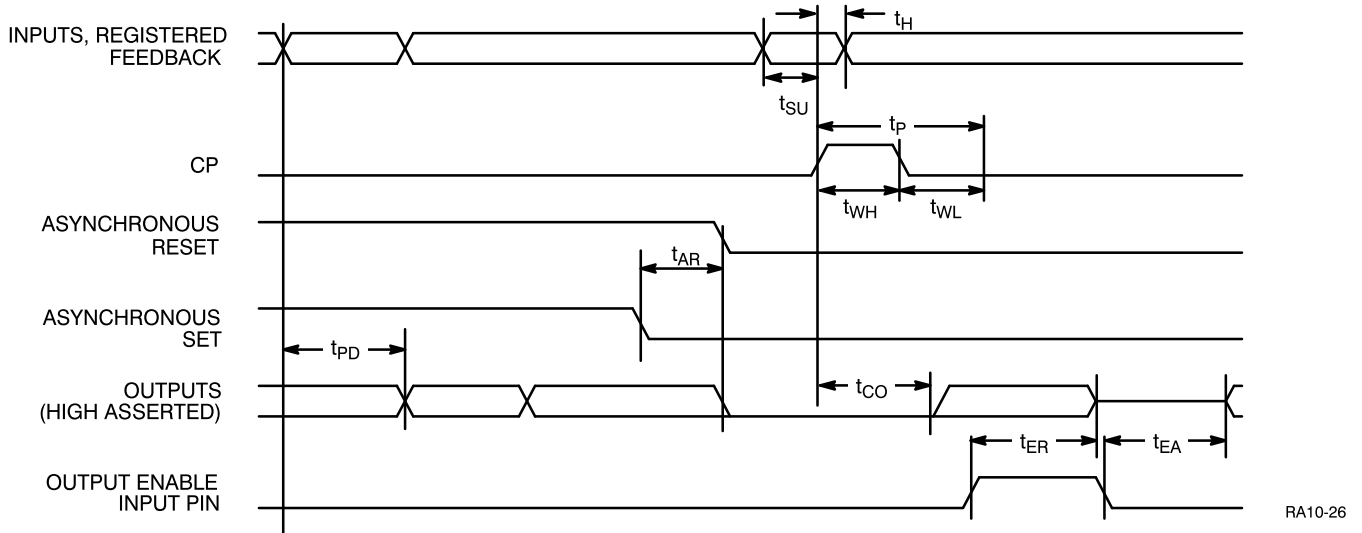 tH
INPUTS, REGISTERED
FEEDBACK
tSU
tP
CP
tWH
tWL
ASYNCHRONOUS
RESET
tAR
ASYNCHRONOUS
SET
tPD
OUTPUTS
(HIGH ASSERTED)
tCO
tER
tEA
OUTPUT ENABLE
INPUT PIN
RA10-26